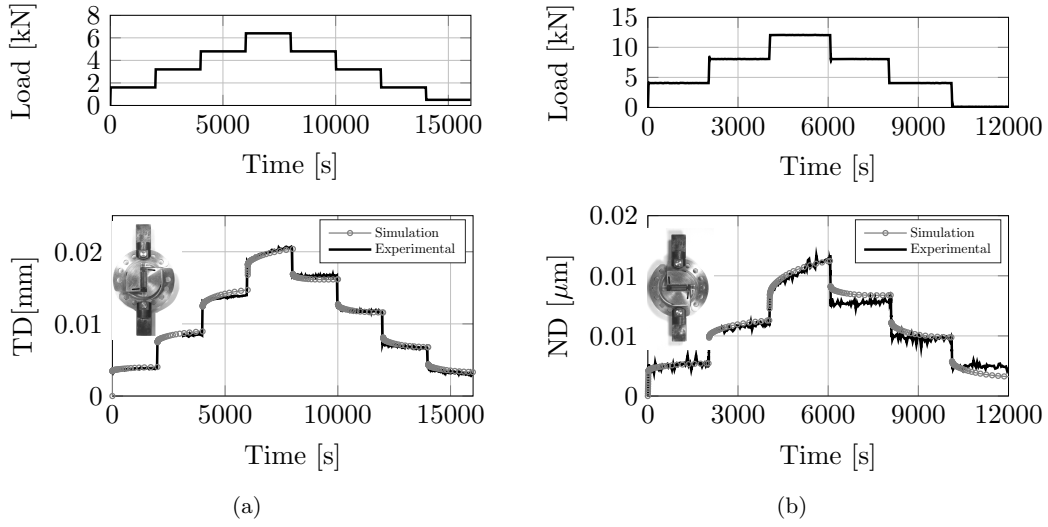 8
6
4
2
0
Load [kN]
0 5000 10000 15000
Time [s]
15
10
5
0
Load [kN]
0 3000 6000 9000 12000
Time [s]
0.02
0.01
0
TD[mm]
Simulation
Experimental
0 5000 10000 15000
Time [s]
(a)
0.02
0.01
0.01
0
ND [μm]
Simulation
Experimental
0 3000 6000 9000 12000
Time [s]
(b)